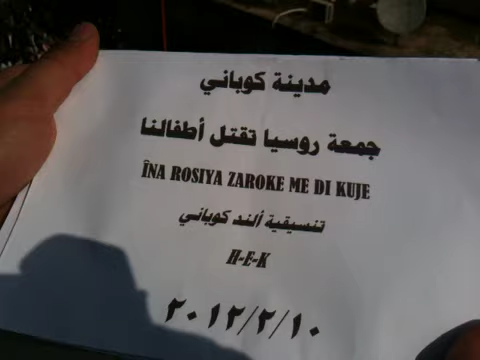 مدينة كوباني
جمعة روسيا تقتل أطفالنا
ÎNA ROSIYA ZAROKE ME DI KUJE
تنسيقية ألند كوباني
H-E-K
٢٠١٢/٢/١٠